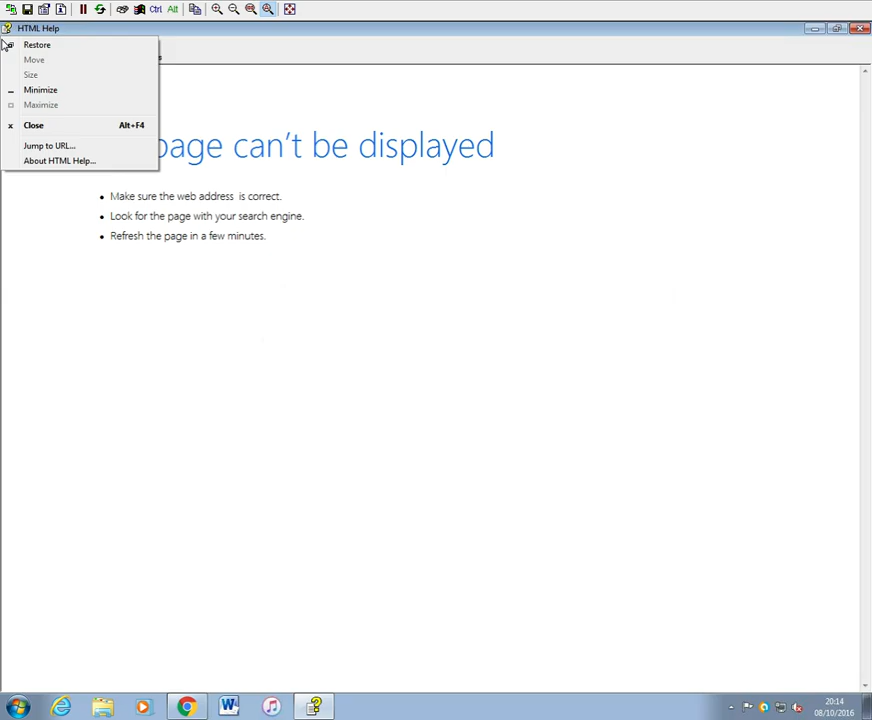 Ctrl Alt
HTML Help
Restore
Move
Size
Minimize
Maximize
Close Alt+F4
Jump to URL...
About HTML Help...
s
page can't be displayed
• Make sure the web address is correct.
• Look for the page with your search engine.
• Refresh the page in a few minutes.
20:14
08/10/2016